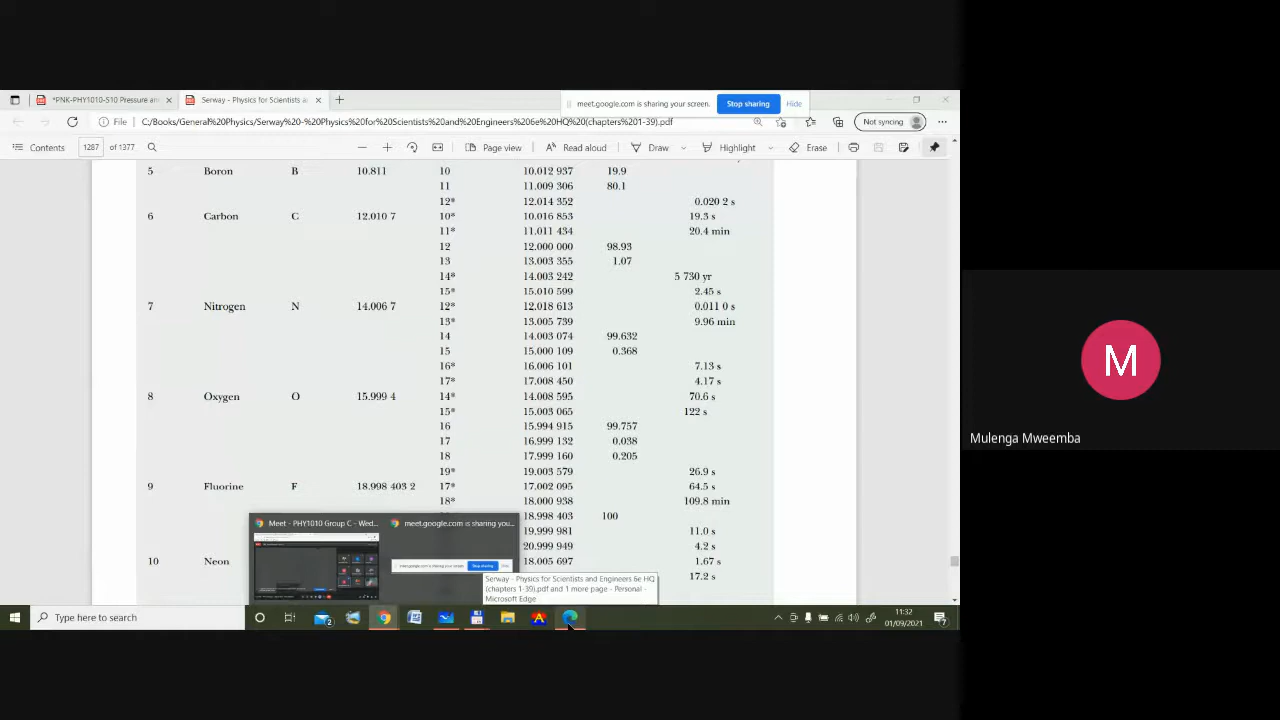 *PNK-PHY1010-S10 Pressure an
Serway - Physics for Scientists a
meet.google.com is sharing your screen.
Stop sharing
Hide
File
C:/Books/General%20Physics/Serway%20-%20Physics%20for%20Scientists%20and%20Engineers%206e%20HQ%20(chapters%201-39).pdf
Not syncing
Contents
1287 of 1377
Page view
Read aloud
Draw
Highlight
Erase
5 Boron B 10.811 10 10.012 937 19.9
11 11.009 306 80.1
12* 12.014 352 0.020 2 s
6 Carbon C 12.010 7 10* 10.016 853 19.3 s
11* 11.011 434 20.4 min
12 12.000 000 98.93
13 13.003 355 1.07
14* 14.003 242 5 730 yr
15* 15.010 599 2.45 s
7 Nitrogen N 14.006 7 12* 12.018 613 0.011 0 s
13* 13.005 739 9.96 min
14 14.003 074 99.632
15 15.000 109 0.368
16* 16.006 101 7.13 s
17* 17.008 450 4.17 s
8 Oxygen O 15.999 4 14* 14.008 595 70.6 s
15* 15.003 065 122 s
16 15.994 915 99.757
17 16.999 132 0.038
18 17.999 160 0.205
19* 19.003 579 26.9 s
9 Fluorine F 18.998 403 2 17* 17.002 095 64.5 s
18* 18.000 938 109.8 min
18.998 403 100
19.999 981 11.0 s
20.999 949 4.2 s
10 Neon 18.005 697 1.67 s
17.2 s
Meet - PHY1010 Group C - Wed...
meet.google.com is sharing you...
meet.google.com is sharing your screen.
Stop sharing
Hide
Serway - Physics for Scientists and Engineers 6e HQ
(chapters 1-39).pdf and 1 more page - Personal -
Microsoft Edge
Type here to search
2
11:32
01/09/2021
7
M
Mulenga Mweemba